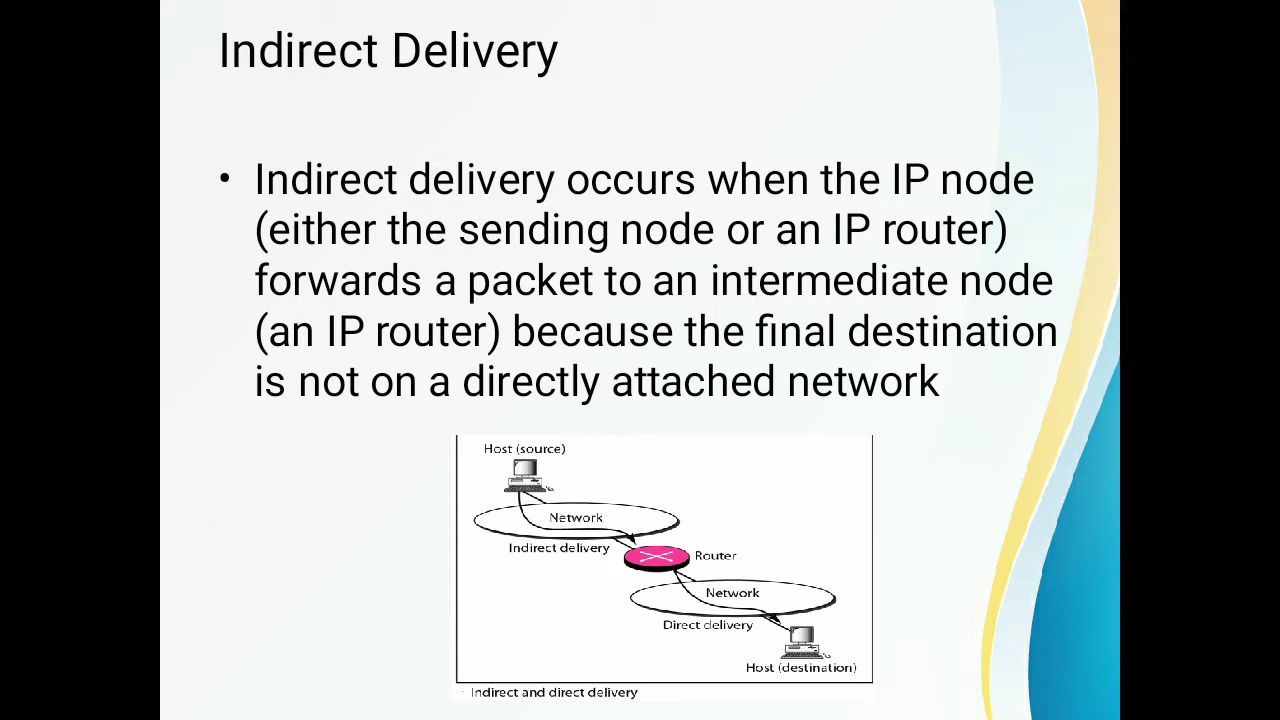 Indirect Delivery
• Indirect delivery occurs when the IP node
(either the sending node or an IP router)
forwards a packet to an intermediate node
(an IP router) because the final destination
is not on a directly attached network
Host (source)
Network
Indirect delivery
Router
Network
Direct delivery
Host (destination)
Indirect and direct delivery